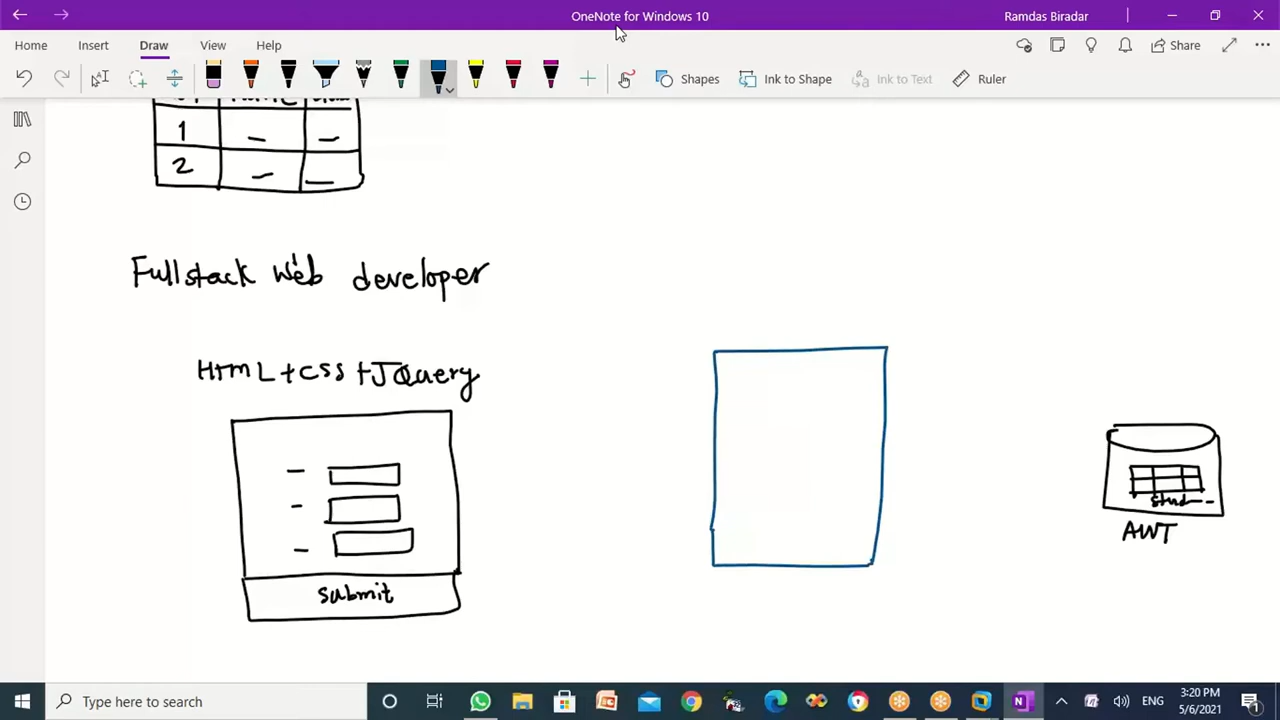 OneNote for Windows 10
Ramdas Biradar
Home Insert Draw View Help
Share
Shapes Ink to Shape Ink to Text Ruler
1
2
Fullstack Web developer
HTML + CSS + JQuery
submit
AWT
Type here to search
ENG
3:20 PM
5/6/2021